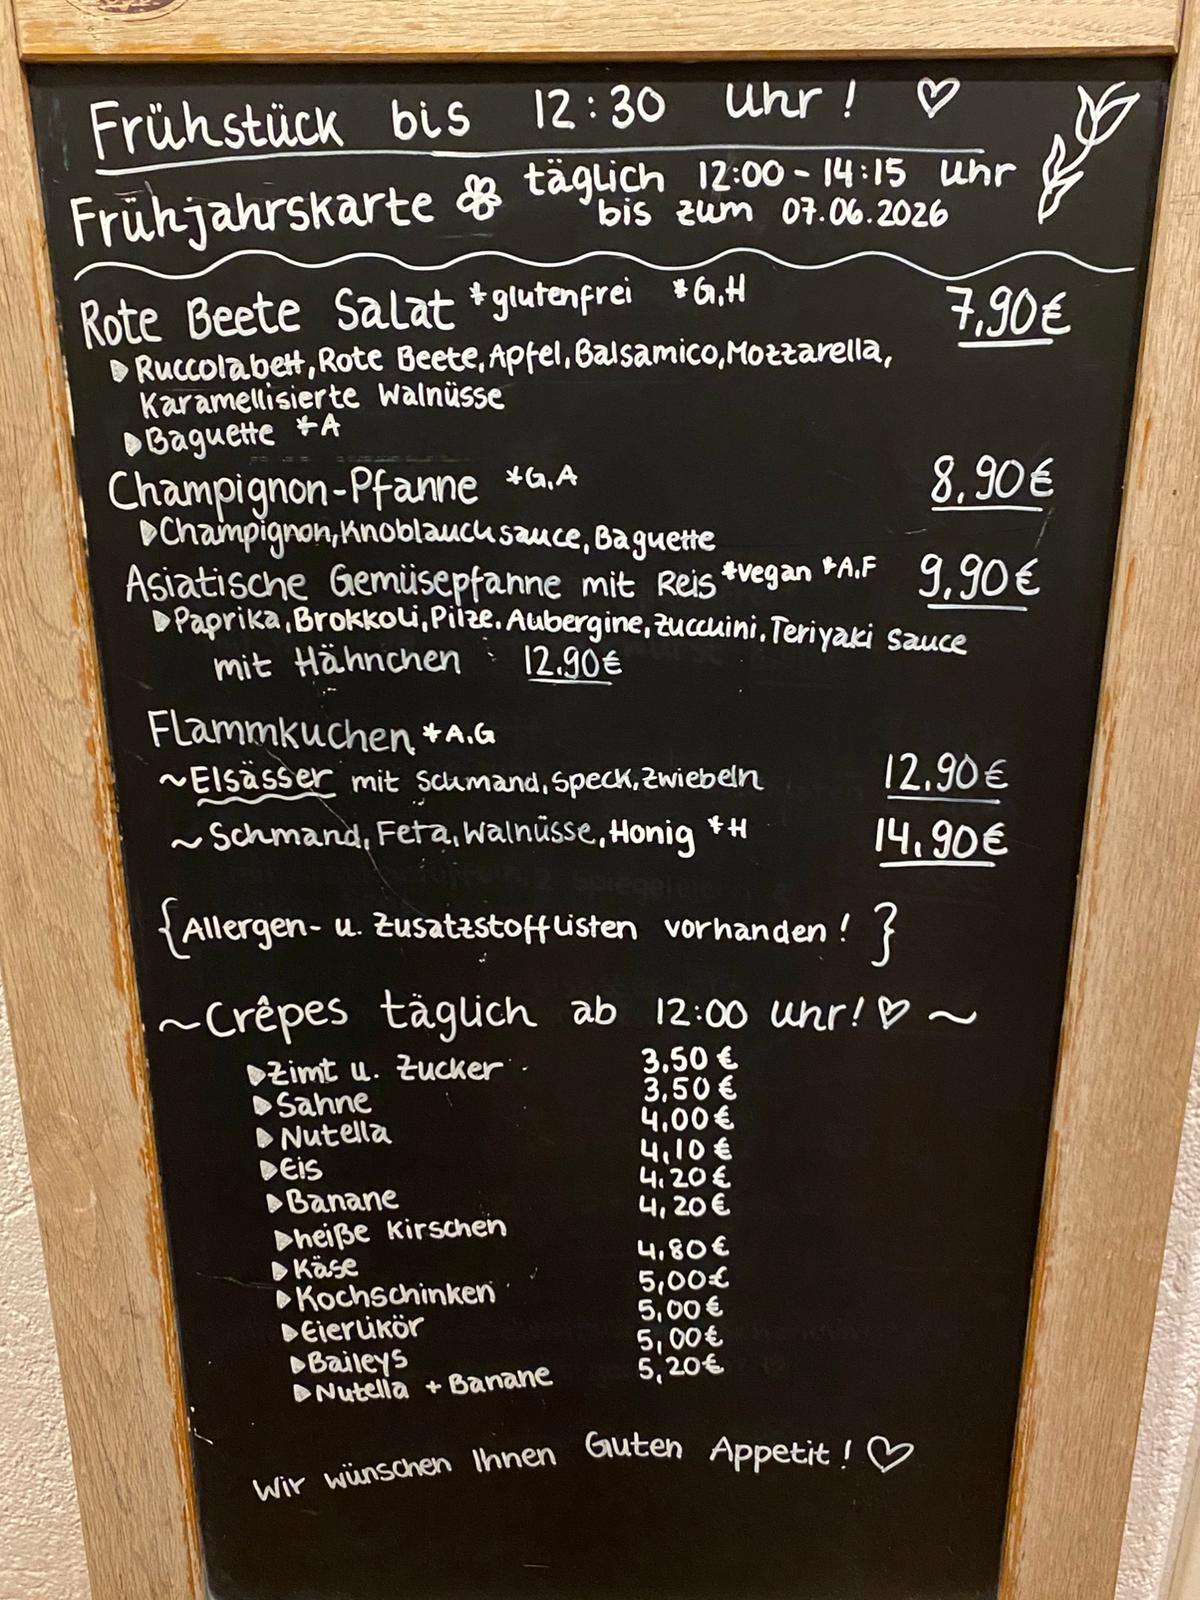 Frühstück bis 12:30 Uhr! ♡
Frühjahrskarte täglich 12:00 - 14:15 Uhr
bis zum 07.06.2026
Rote Beete Salat *glutenfrei *G,H 7,90€
Ruccolabett, Rote Beete, Apfel, Balsamico, Mozzarella,
Karamellisierte Walnüsse
Baguette *A
Champignon-Pfanne *G,A 8,90€
Champignon, Knoblauchsauce, Baguette
Asiatische Gemüsepfanne mit Reis *vegan *A,F 9,90€
Paprika, Brokkoli, Pilze, Aubergine, Zuccuini, Teriyaki sauce
mit Hähnchen 12,90€
Flammkuchen *A,G
~Elsässer mit Schmand, Speck, Zwiebeln 12,90€
~Schmand, Feta, Walnüsse, Honig *H 14,90€
{Allergen- u. Zusatzstofflisten vorhanden!}
~Crêpes täglich ab 12:00 Uhr!♡~
Zimt u. Zucker 3,50€
Sahne 3,50€
Nutella 4,00€
Eis 4,10€
Banane 4,20€
heiße Kirschen 4,20€
Käse 4,80€
Kochschinken 5,00€
Eierlikör 5,00€
Baileys 5,00€
Nutella + Banane 5,20€
Wir wünschen Ihnen Guten Appetit! ♡